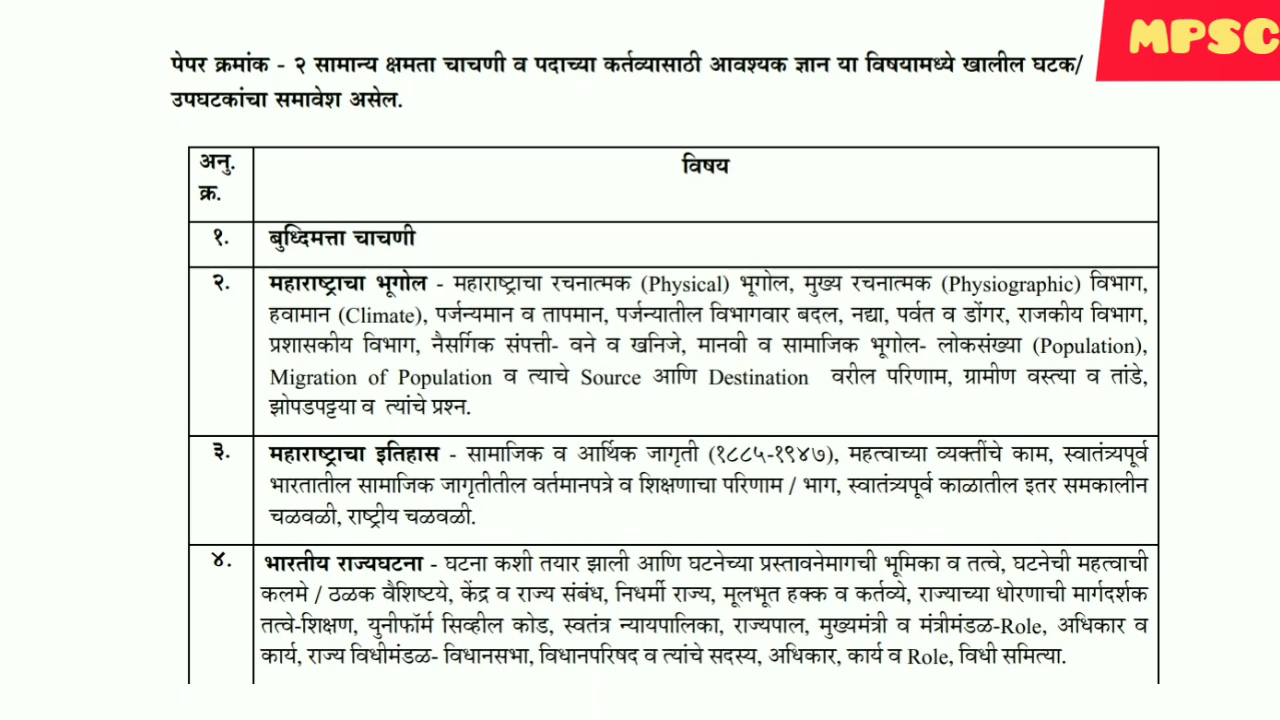 MPSC
पेपर क्रमांक - २ सामान्य क्षमता चाचणी व पदाच्या कर्तव्यासाठी आवश्यक ज्ञान या विषयामध्ये खालील घटक/
उपघटकांचा समावेश असेल.
अनु.
क्र.
विषय
१. बुध्दिमत्ता चाचणी
२. महाराष्ट्राचा भूगोल - महाराष्ट्राचा रचनात्मक (Physical) भूगोल, मुख्य रचनात्मक (Physiographic) विभाग,
हवामान (Climate), पर्जन्यमान व तापमान, पर्जन्यातील विभागवार बदल, नद्या, पर्वत व डोंगर, राजकीय विभाग,
प्रशासकीय विभाग, नैसर्गिक संपत्ती- वने व खनिजे, मानवी व सामाजिक भूगोल- लोकसंख्या (Population),
Migration of Population व त्याचे Source आणि Destination वरील परिणाम, ग्रामीण वस्त्या व तांडे,
झोपडपट्टया व त्यांचे प्रश्न.
३. महाराष्ट्राचा इतिहास - सामाजिक व आर्थिक जागृती (१८८५-१९४७), महत्वाच्या व्यक्तींचे काम, स्वातंत्र्यपूर्व
भारतातील सामाजिक जागृतीतील वर्तमानपत्रे व शिक्षणाचा परिणाम / भाग, स्वातंत्र्यपूर्व काळातील इतर समकालीन
चळवळी, राष्ट्रीय चळवळी.
४. भारतीय राज्यघटना - घटना कशी तयार झाली आणि घटनेच्या प्रस्तावनेमागची भूमिका व तत्वे, घटनेची महत्वाची
कलमे / ठळक वैशिष्टये, केंद्र व राज्य संबंध, निधर्मी राज्य, मूलभूत हक्क व कर्तव्ये, राज्याच्या धोरणाची मार्गदर्शक
तत्वे-शिक्षण, युनीफॉर्म सिव्हील कोड, स्वतंत्र न्यायपालिका, राज्यपाल, मुख्यमंत्री व मंत्रीमंडळ-Role, अधिकार व
कार्य, राज्य विधीमंडळ- विधानसभा, विधानपरिषद व त्यांचे सदस्य, अधिकार, कार्य व Role, विधी समित्या.